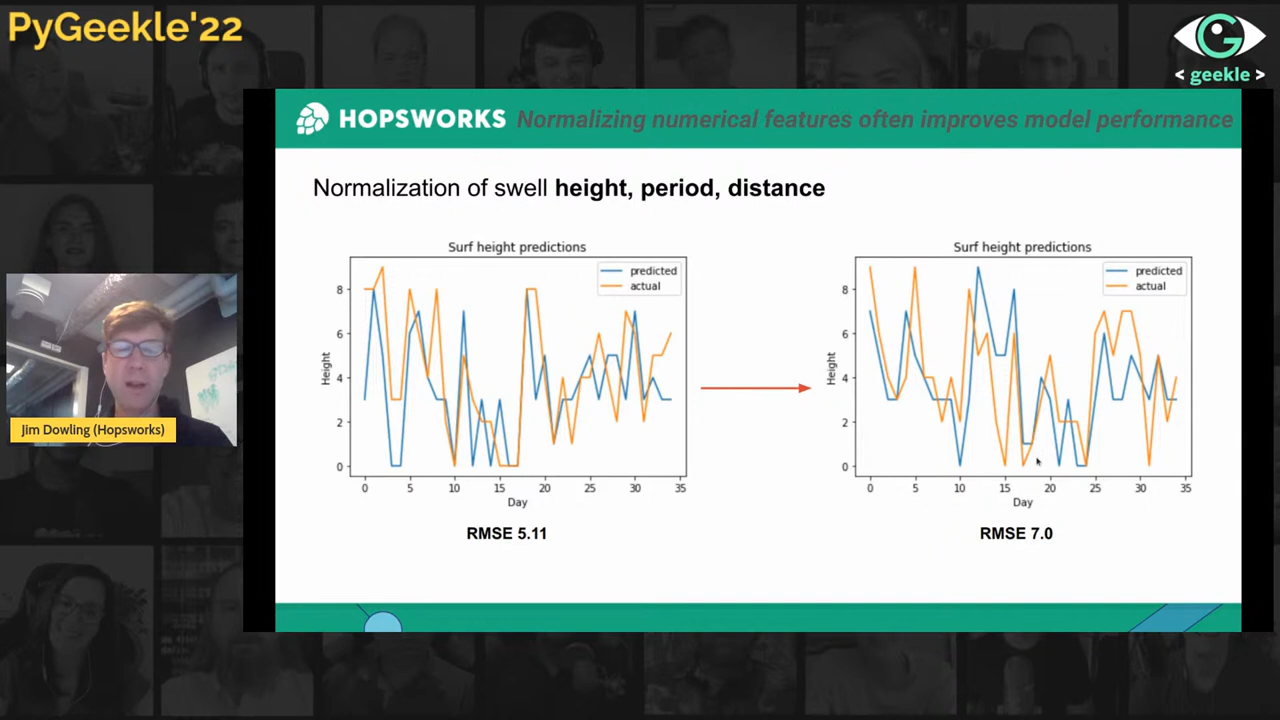 PyGeekle'22
G
< geekle >
HOPSWORKS Normalizing numerical features often improves model performance
Normalization of swell height, period, distance
Surf height predictions
predicted
actual
Height
8
6
4
2
0
0 5 10 15 20 25 30 35
Day
RMSE 5.11
Surf height predictions
predicted
actual
Height
8
6
4
2
0
0 5 10 15 20 25 30 35
Day
RMSE 7.0
Jim Dowling (Hopsworks)